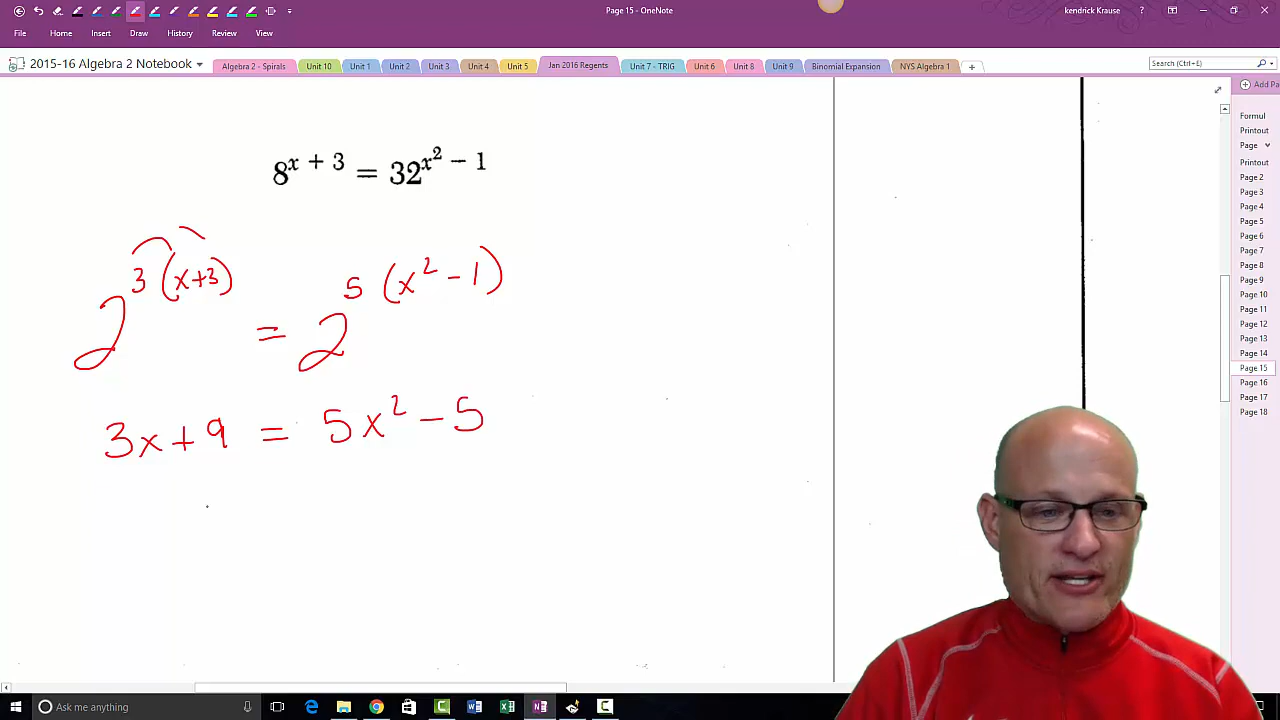 Page 15 - OneNote
kendrick Krause
?
File Home Insert Draw History Review View
2015-16 Algebra 2 Notebook
Algebra 2 - Spirals
Unit 10
Unit 1
Unit 2
Unit 3
Unit 4
Unit 5
Jan 2016 Regents
Unit 7 - TRIG
Unit 6
Unit 8
Unit 9
Binomial Expansion
NYS Algebra 1
Search (Ctrl+E)
Add Pa
Formul
Printout
Page
Printout
Page 2
Page 3
Page 4
Page 5
Page 6
Page 7
Page 8
Page 9
Page 10
Page 11
Page 12
Page 13
Page 14
Page 15
Page 16
Page 17
Page 18
8^{x + 3} = 32^{x^2 - 1}
2^{3(x+3)} = 2^{5(x^2-1)}
3x+9 = 5x^2-5
Ask me anything